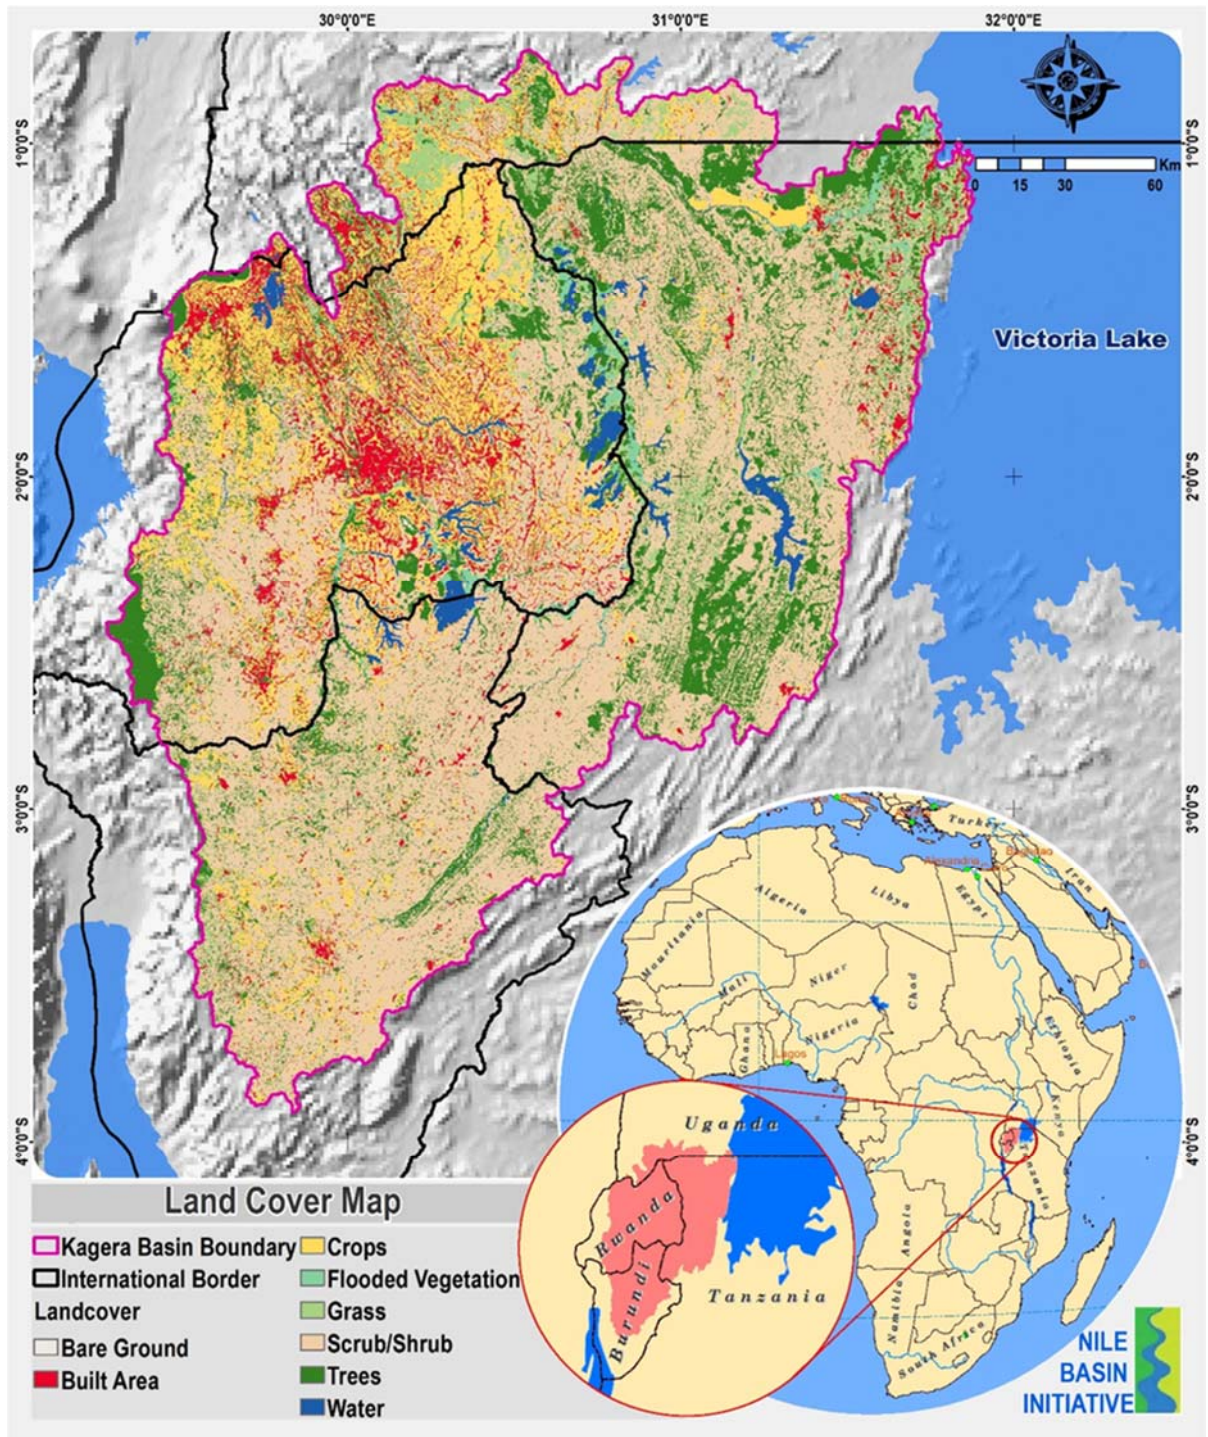 30°0'0"E 31°0'0"E 32°0'0"E
1°0'0"S 1°0'0"S
Km
0 15 30 60
Victoria Lake
2°0'0"S 2°0'0"S
3°0'0"S 3°0'0"S
4°0'0"S 4°0'0"S
Turkey
Alexandria
Iran
Algeria
Libya
Egypt
Mauritania
Mali
Niger
Chad
Ghana
Nigeria
Lagos
Ethiopia
Kenya
Tanzania
Angola
Namibia
South Africa
Uganda
Rwanda
Burundi
Tanzania
Land Cover Map
Kagera Basin Boundary
International Border
Landcover
Bare Ground
Built Area
Crops
Flooded Vegetation
Grass
Scrub/Shrub
Trees
Water
NILE
BASIN
INITIATIVE